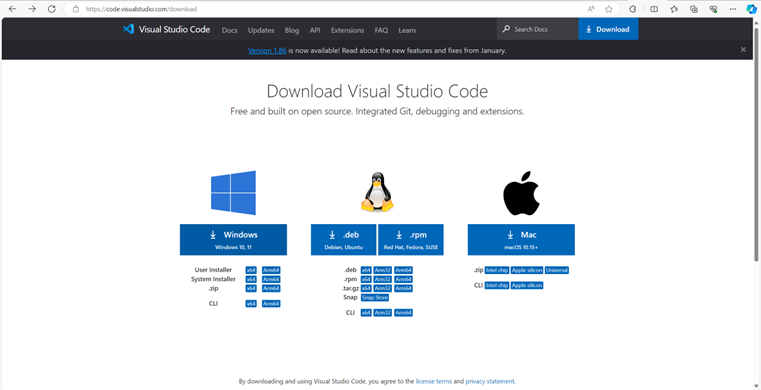 https://code.visualstudio.com/download
Visual Studio Code Docs Updates Blog API Extensions FAQ Learn Search Docs Download
Version 1.86 is now available! Read about the new features and fixes from January.
Download Visual Studio Code
Free and built on open source. Integrated Git, debugging and extensions.
Windows
Windows 10, 11
User Installer x64 Arm64
System Installer x64 Arm64
.zip x64 Arm64
CLI x64 Arm64
.deb
Debian, Ubuntu
.rpm
Red Hat, Fedora, SUSE
.deb x64 Arm32 Arm64
.rpm x64 Arm32 Arm64
.tar.gz x64 Arm32 Arm64
Snap Snap Store
CLI x64 Arm32 Arm64
Mac
macOS 10.15+
.zip Intel chip Apple silicon Universal
CLI Intel chip Apple silicon
By downloading and using Visual Studio Code, you agree to the license terms and privacy statement.